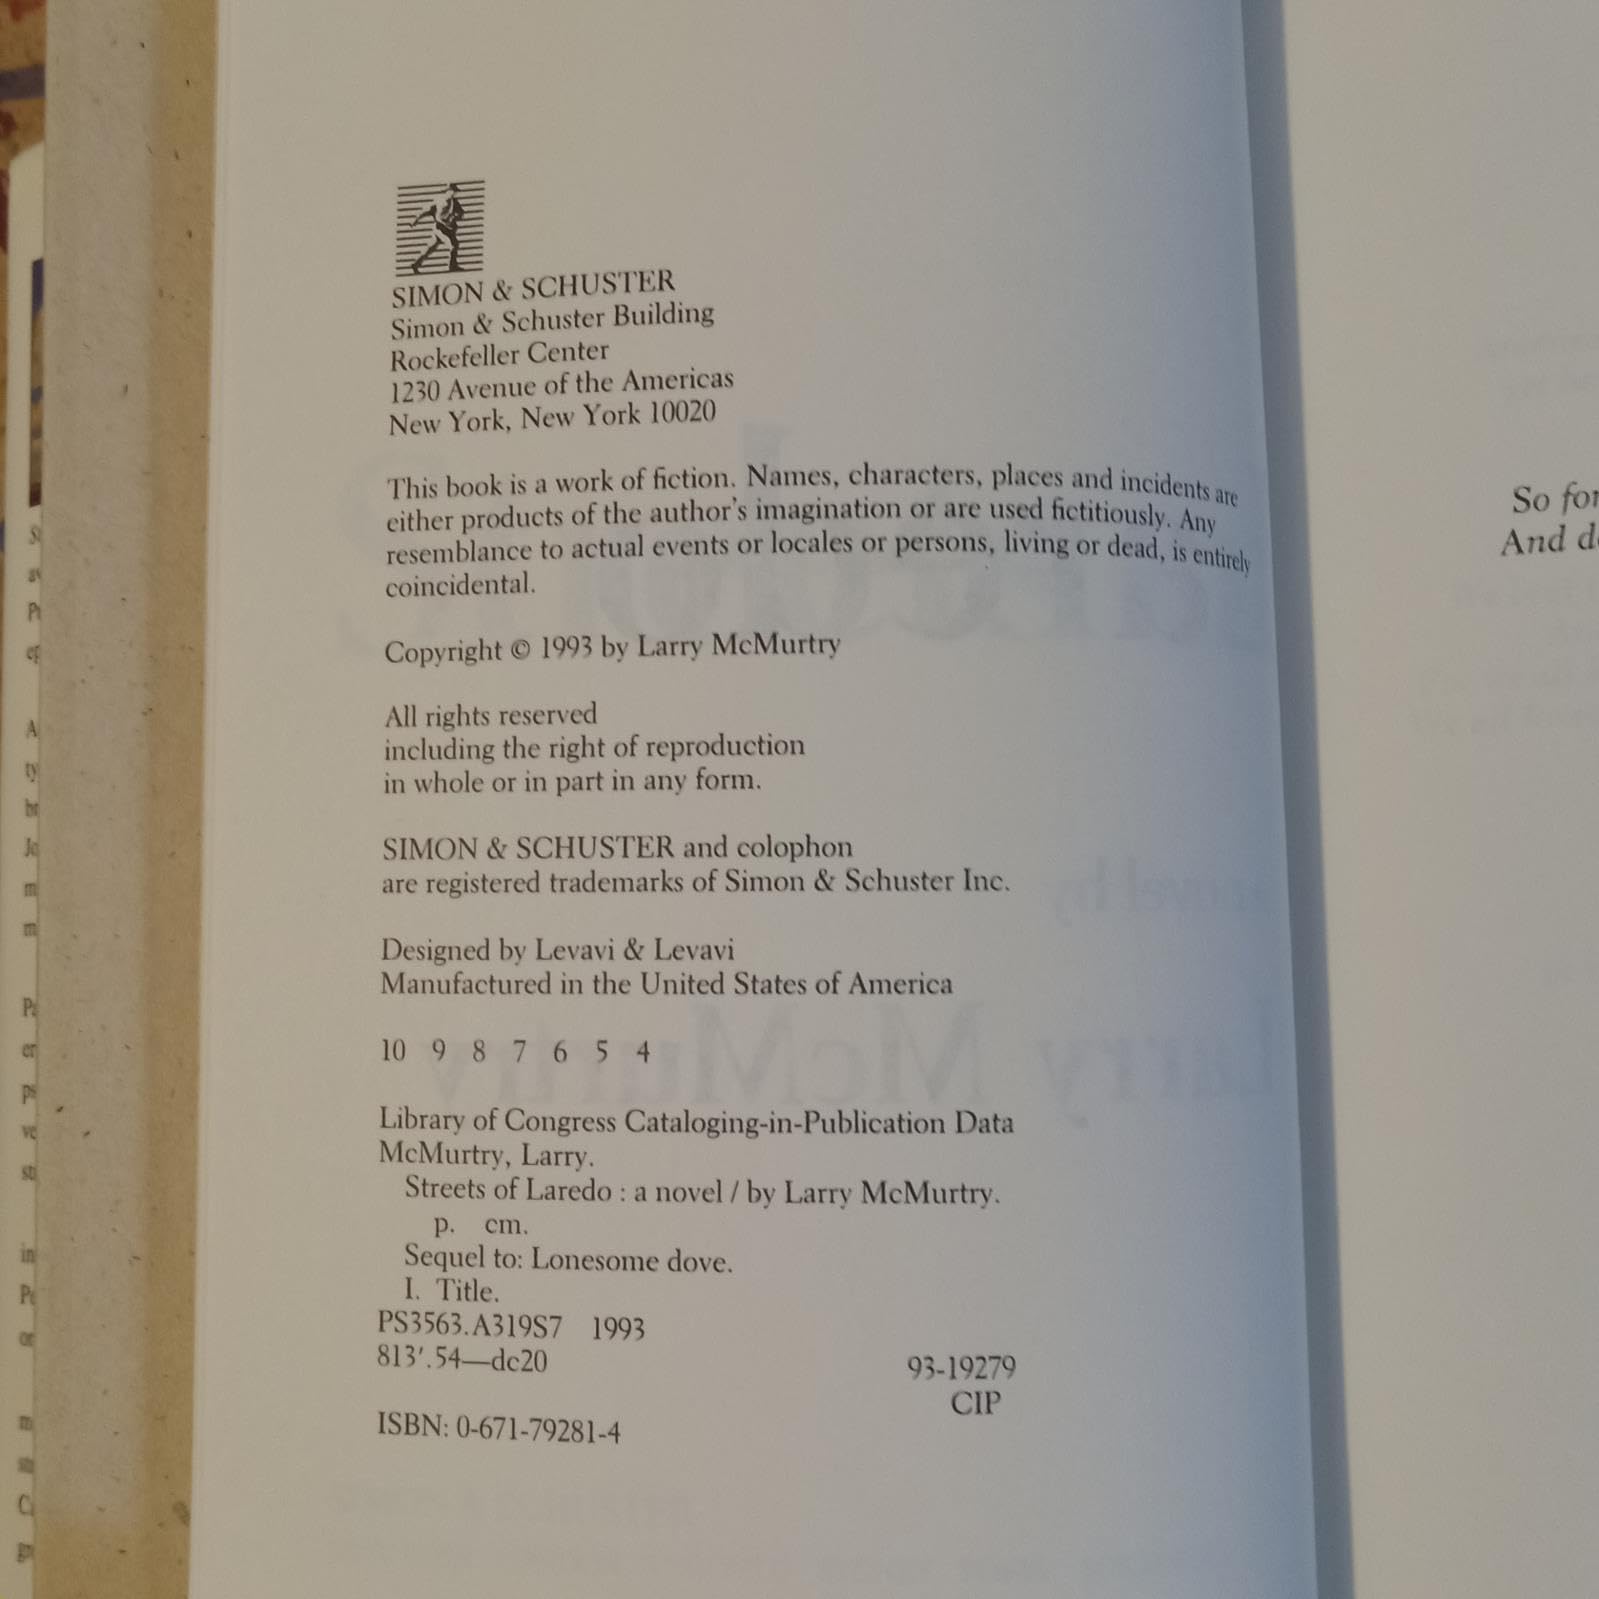 SIMON & SCHUSTER
Simon & Schuster Building
Rockefeller Center
1230 Avenue of the Americas
New York, New York 10020
This book is a work of fiction. Names, characters, places and incidents are
either products of the author's imagination or are used fictitiously. Any
resemblance to actual events or locales or persons, living or dead, is entirely
coincidental.
Copyright © 1993 by Larry McMurtry
All rights reserved
including the right of reproduction
in whole or in part in any form.
SIMON & SCHUSTER and colophon
are registered trademarks of Simon & Schuster Inc.
Designed by Levavi & Levavi
Manufactured in the United States of America
10 9 8 7 6 5 4
Library of Congress Cataloging-in-Publication Data
McMurtry, Larry.
Streets of Laredo : a novel / by Larry McMurtry.
p. cm.
Sequel to: Lonesome dove.
I. Title.
PS3563.A319S7 1993
813'.54—dc20
93-19279
CIP
ISBN: 0-671-79281-4
So for
And d